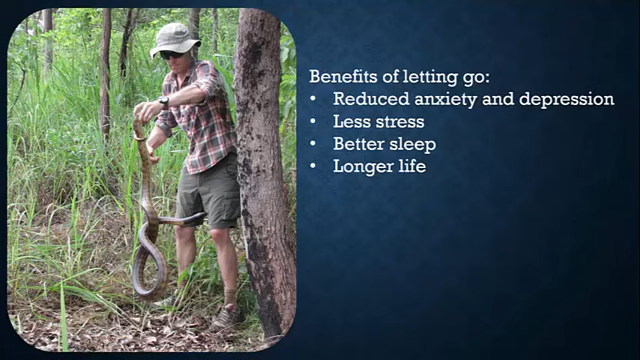 Benefits of letting go:
• Reduced anxiety and depression
• Less stress
• Better sleep
• Longer life